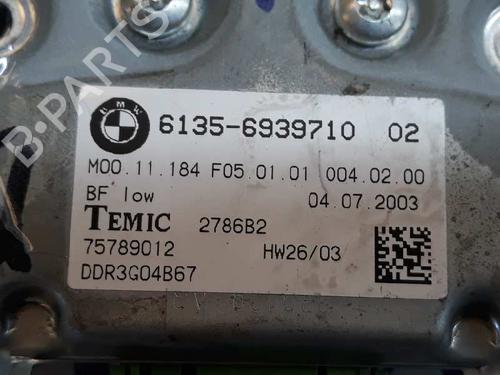 B-PARTS
BMW
6135-6939710 02
M00.11.184 F05.01.01 004.02.00
BF low 04.07.2003
TEMIC 2786B2
75789012 HW26/03
DDR3G04B67